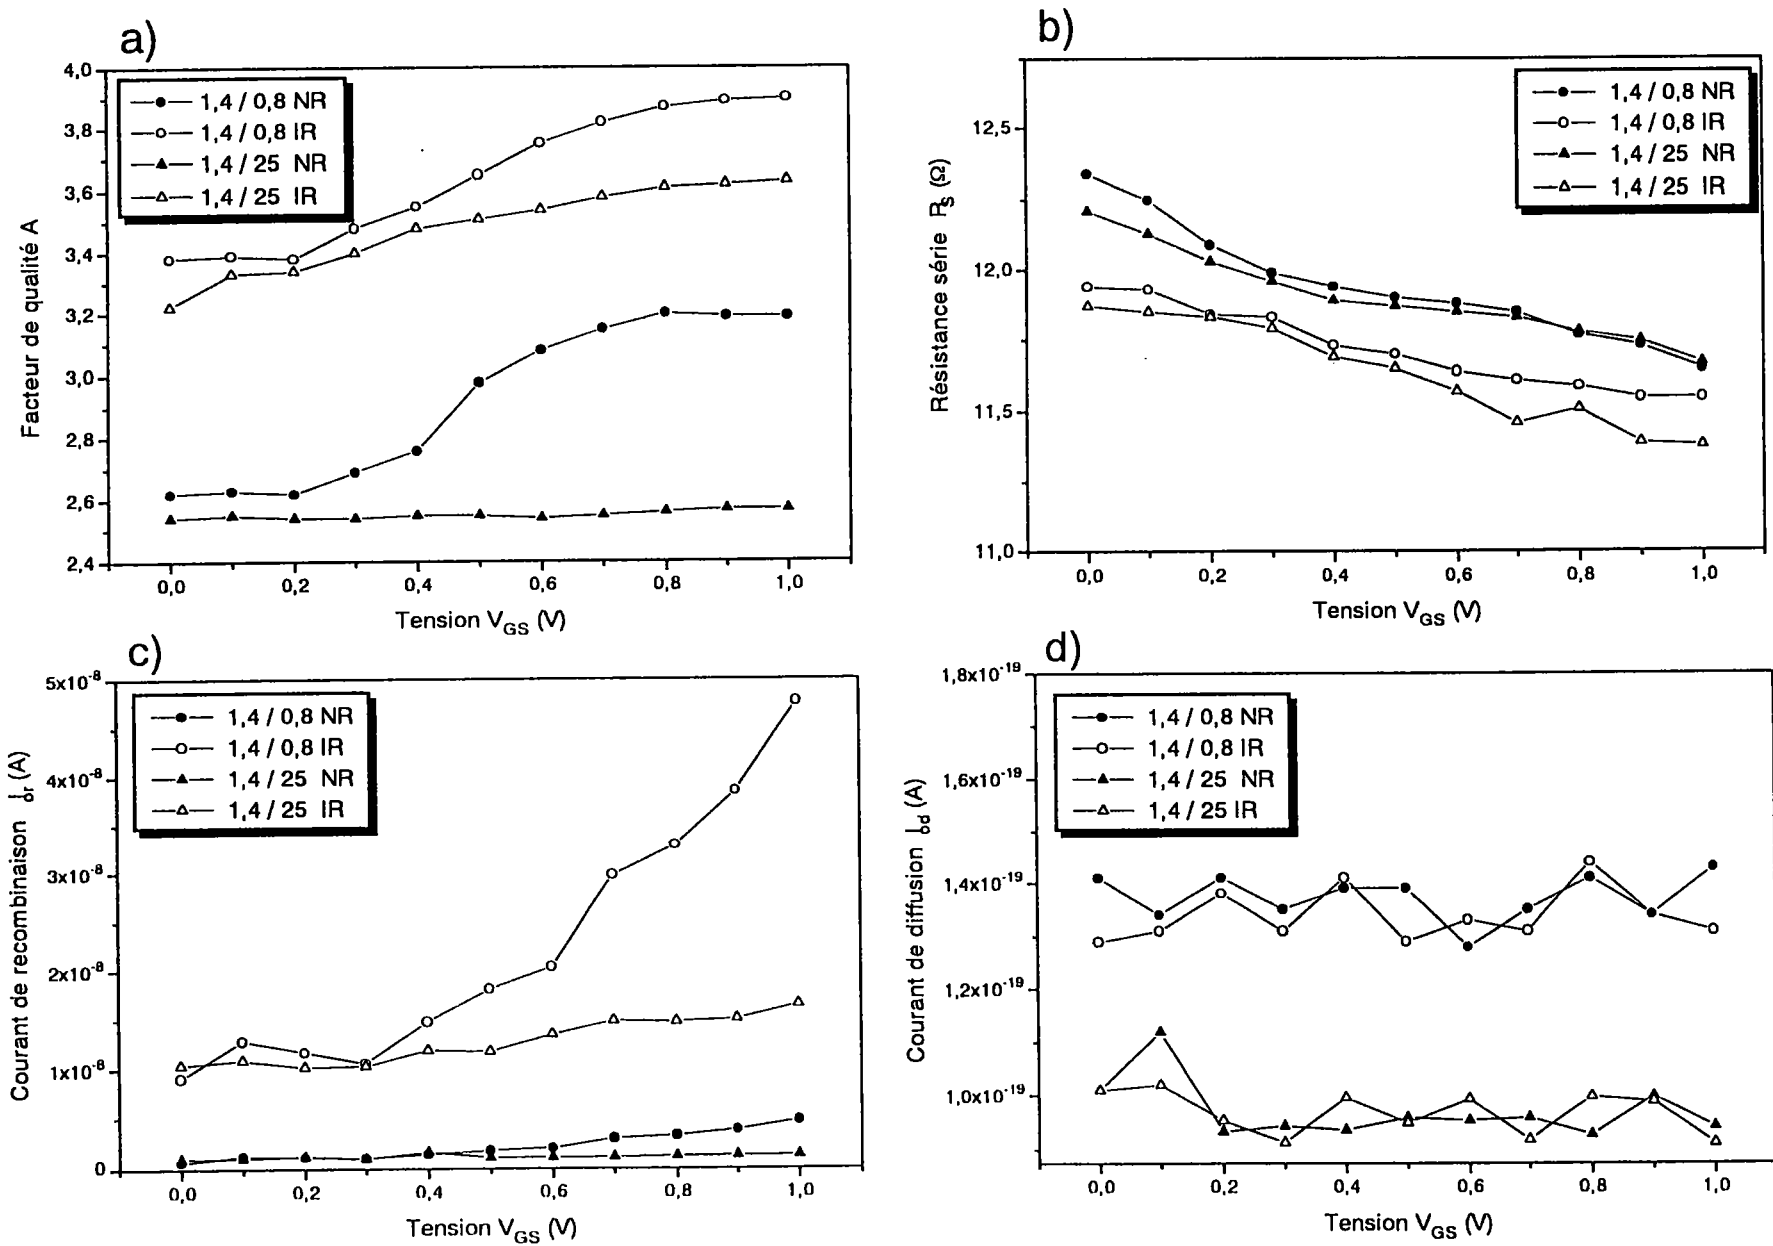 a)
4,0
3,8
3,6
3,4
3,2
3,0
2,8
2,6
2,4
Facteur de qualité A
1,4 / 0,8 NR
1,4 / 0,8 IR
1,4 / 25 NR
1,4 / 25 IR
0,0 0,2 0,4 0,6 0,8 1,0
Tension VGS (V)
b)
12,5
12,0
11,5
11,0
Résistance série RS (Ω)
1,4 / 0,8 NR
1,4 / 0,8 IR
1,4 / 25 NR
1,4 / 25 IR
0,0 0,2 0,4 0,6 0,8 1,0
Tension VGS (V)
c)
5x10-8
4x10-8
3x10-8
2x10-8
1x10-8
0
Courant de recombinaison Ior (A)
1,4 / 0,8 NR
1,4 / 0,8 IR
1,4 / 25 NR
1,4 / 25 IR
0,0 0,2 0,4 0,6 0,8 1,0
Tension VGS (V)
d)
1,8x10-19
1,6x10-19
1,4x10-19
1,2x10-19
1,0x10-19
Courant de diffusion Iod (A)
1,4 / 0,8 NR
1,4 / 0,8 IR
1,4 / 25 NR
1,4 / 25 IR
0,0 0,2 0,4 0,6 0,8 1,0
Tension VGS (V)